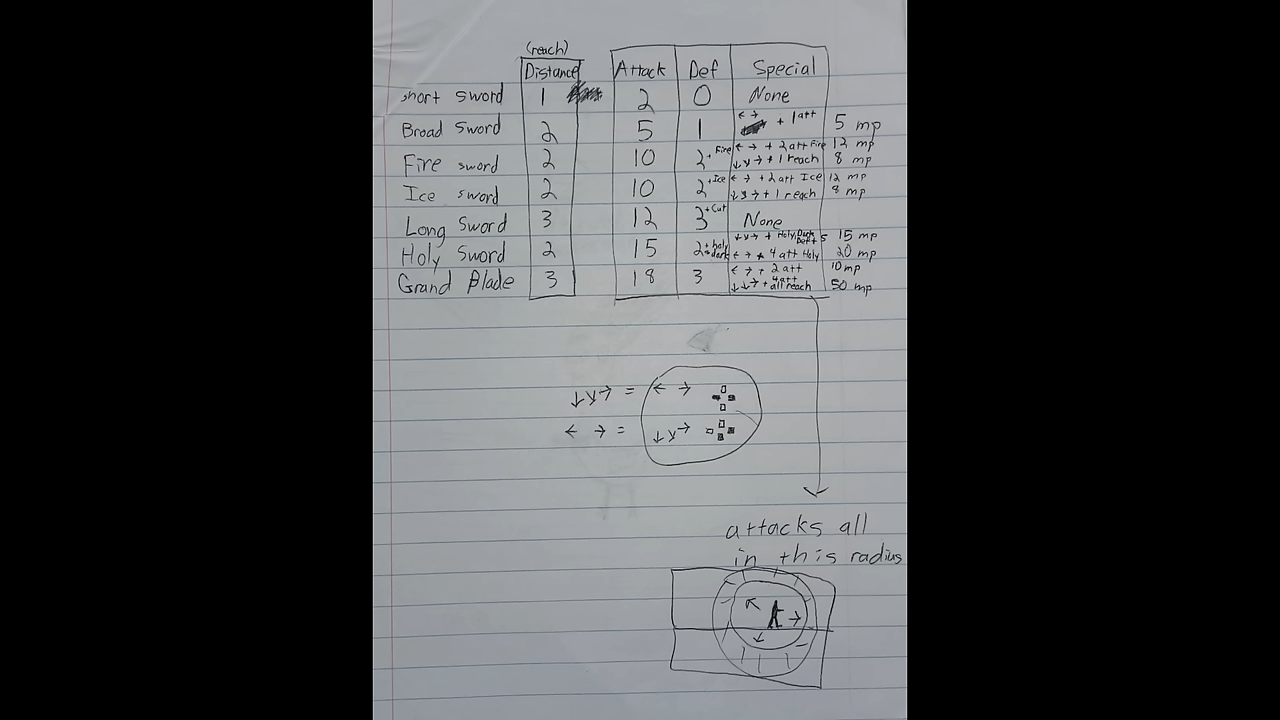 (reach)
Distance Attack Def Special
Short Sword 1 2 0 None
Broad Sword 2 5 1 ← → + 1 att 5 mp
Fire sword 2 10 2 + Fire ← → + 2 att Fire 12 mp
↓ ↘ → + 1 reach 8 mp
Ice sword 2 10 2 + Ice ← → + 2 att Ice 12 mp
↓ ↘ → + 1 reach 8 mp
Long Sword 3 12 3 + Cut None
Holy Sword 2 15 2 + holy + dark ↓ ↘ → + Holy, Dark Def + 5 15 mp
← → + 4 att Holy 20 mp
Grand Blade 3 18 3 ← → + 2 att 10 mp
↓ ↓ → + 4 att all reach 50 mp
↓ ↘ → = ← →
← → = ↓ ↘ →
attacks all
in this radius